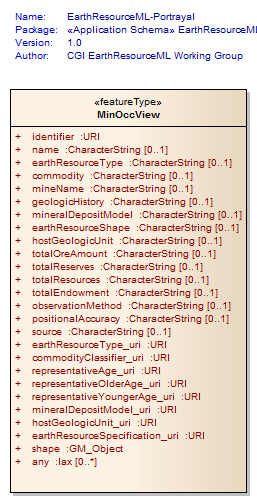 Name: EarthResourceML-Portrayal
Package: «Application Schema» EarthResourceM
Version: 1.0
Author: CGI EarthResourceML Working Group
«featureType»
MinOccView
+ identifier :URI
+ name :CharacterString [0..1]
+ earthResourceType :CharacterString [0..1]
+ commodity :CharacterString [0..1]
+ mineName :CharacterString [0..1]
+ geologicHistory :CharacterString [0..1]
+ mineralDepositModel :CharacterString [0..1]
+ earthResourceShape :CharacterString [0..1]
+ hostGeologicUnit :CharacterString [0..1]
+ totalOreAmount :CharacterString [0..1]
+ totalReserves :CharacterString [0..1]
+ totalResources :CharacterString [0..1]
+ totalEndowment :CharacterString [0..1]
+ observationMethod :CharacterString [0..1]
+ positionalAccuracy :CharacterString [0..1]
+ source :CharacterString [0..1]
+ earthResourceType_uri :URI
+ commodityClassifier_uri :URI
+ representativeAge_uri :URI
+ representativeOlderAge_uri :URI
+ representativeYoungerAge_uri :URI
+ mineralDepositModel_uri :URI
+ hostGeologicUnit_uri :URI
+ earthResourceSpecification_uri :URI
+ shape :GM_Object
+ any :lax [0..*]